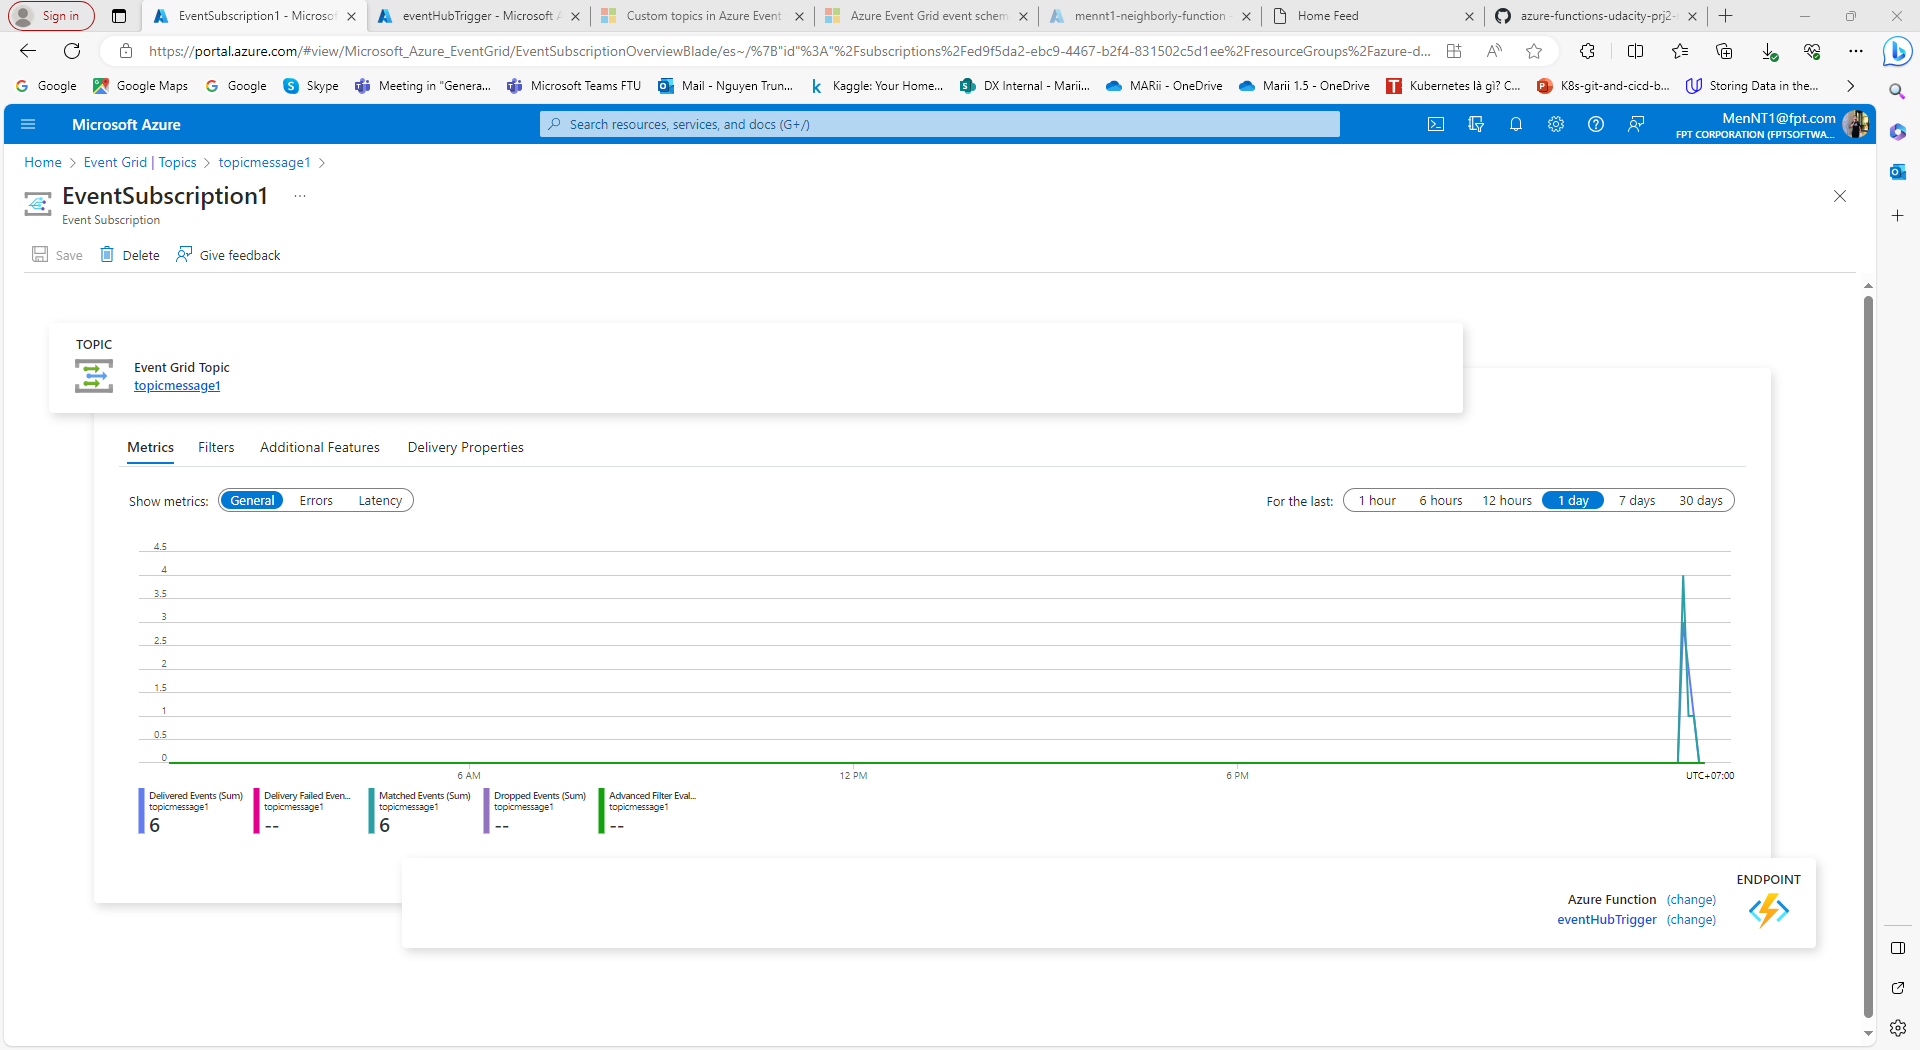 Sign in
EventSubscription1 - Microsof
eventHubTrigger - Microsoft A
Custom topics in Azure Event
Azure Event Grid event schem
mennt1-neighborly-function -
Home Feed
azure-functions-udacity-prj2-
https://portal.azure.com/#view/Microsoft_Azure_EventGrid/EventSubscriptionOverviewBlade/es~/%7B"id"%3A"%2Fsubscriptions%2Fed9f5da2-ebc9-4467-b2f4-831502c5d1ee%2FresourceGroups%2Fazure-d...
Google
Google Maps
Google
Skype
Meeting in "Genera...
Microsoft Teams FTU
Mail - Nguyen Trun...
Kaggle: Your Home...
DX Internal - Marii...
MARii - OneDrive
Marii 1.5 - OneDrive
Kubernetes là gì? C...
K8s-git-and-cicd-b...
Storing Data in the...
Microsoft Azure
Search resources, services, and docs (G+/)
MenNT1@fpt.com
FPT CORPORATION (FPTSOFTWA...
Home > Event Grid | Topics > topicmessage1 >
EventSubscription1 ...
Event Subscription
Save
Delete
Give feedback
TOPIC
Event Grid Topic
topicmessage1
Metrics
Filters
Additional Features
Delivery Properties
Show metrics: General Errors Latency
For the last: 1 hour 6 hours 12 hours 1 day 7 days 30 days
4.5
4
3.5
3
2.5
2
1.5
1
0.5
0
6 AM
12 PM
6 PM
UTC+07:00
Delivered Events (Sum)
topicmessage1
6
Delivery Failed Even...
topicmessage1
--
Matched Events (Sum)
topicmessage1
6
Dropped Events (Sum)
topicmessage1
--
Advanced Filter Eval...
topicmessage1
--
ENDPOINT
Azure Function (change)
eventHubTrigger (change)